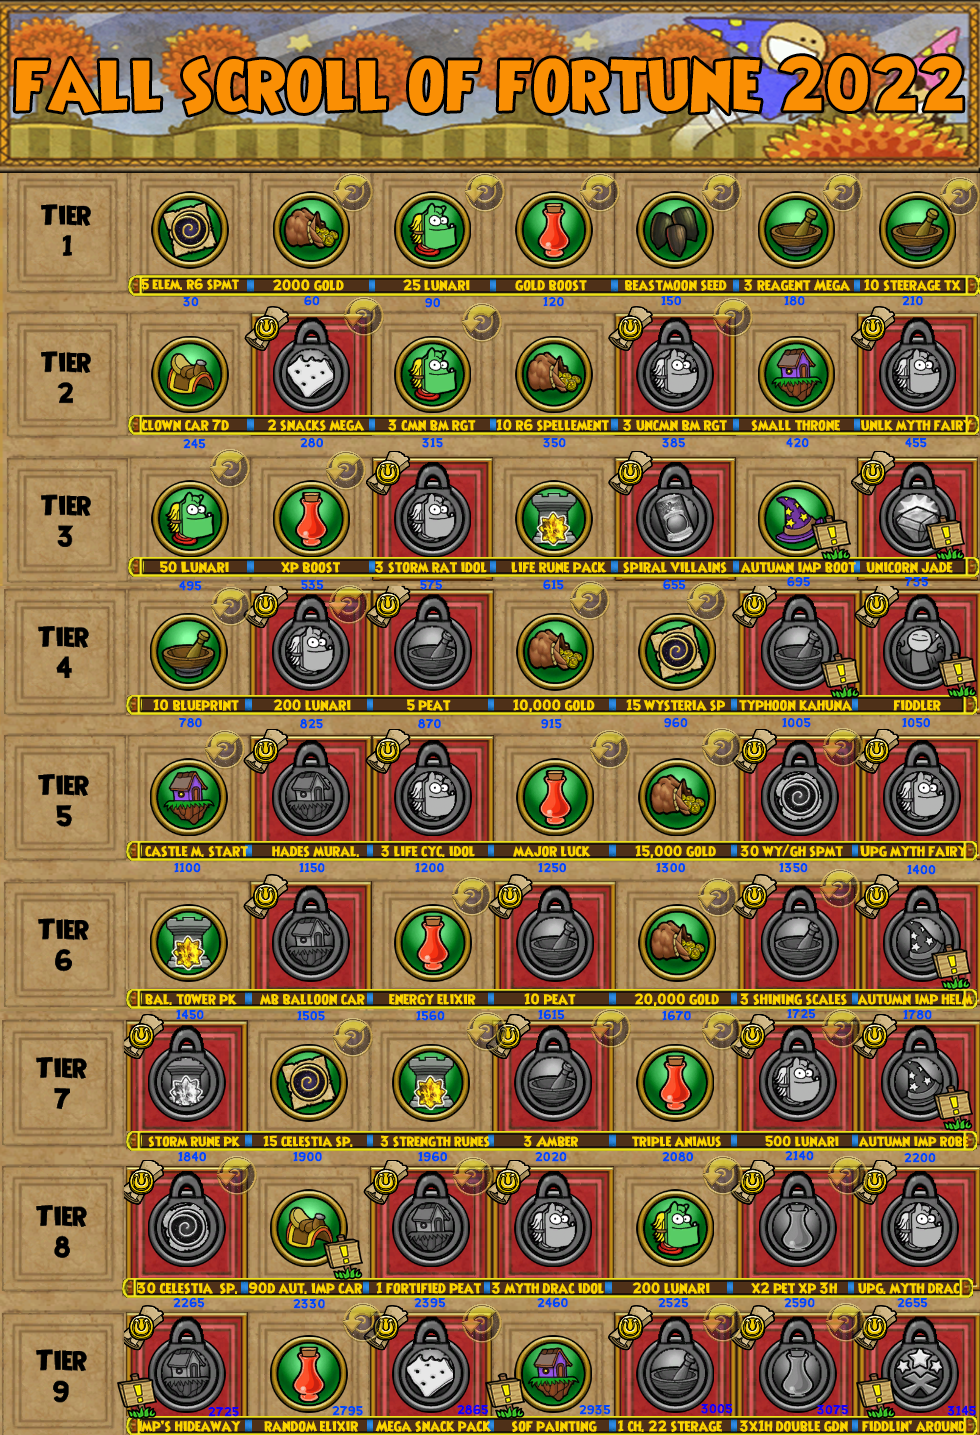 FALL SCROLL OF FORTUNE 2022
TIER 1
5 ELEM. R6 SPMT 2000 GOLD 25 LUNARI GOLD BOOST BEASTMOON SEED 3 REAGENT MEGA 10 STEERAGE TX
30 60 90 120 150 180 210
TIER 2
CLOWN CAR 7D 2 SNACKS MEGA 3 CMN BM RGT 10 R6 SPELLEMENT 3 UNCMN BM RGT SMALL THRONE UNLK MYTH FAIRY
245 280 315 350 385 420 455
TIER 3
50 LUNARI XP BOOST 3 STORM RAT IDOL LIFE RUNE PACK SPIRAL VILLAINS AUTUMN IMP BOOT UNICORN JADE
495 535 575 615 655 695 735
TIER 4
10 BLUEPRINT 200 LUNARI 5 PEAT 10,000 GOLD 15 WYSTERIA SP TYPHOON KAHUNA FIDDLER
780 825 870 915 960 1005 1050
TIER 5
CASTLE M. START HADES MURAL. 3 LIFE CYC. IDOL MAJOR LUCK 15,000 GOLD 30 WY/GH SPMT UPG MYTH FAIRY
1100 1150 1200 1250 1300 1350 1400
TIER 6
BAL. TOWER PK MB BALLOON CAR ENERGY ELIXIR 10 PEAT 20,000 GOLD 3 SHINING SCALES AUTUMN IMP HELM
1450 1505 1560 1615 1670 1725 1780
TIER 7
STORM RUNE PK 15 CELESTIA SP. 3 STRENGTH RUNES 3 AMBER TRIPLE ANIMUS 500 LUNARI AUTUMN IMP ROBE
1840 1900 1960 2020 2080 2140 2200
TIER 8
30 CELESTIA SP. 90D AUT. IMP CAR 1 FORTIFIED PEAT 3 MYTH DRAC IDOL 200 LUNARI X2 PET XP 3H UPG. MYTH DRAC
2265 2330 2395 2460 2525 2590 2655
TIER 9
2725 2795 2865 2935 3005 3075 3145
IMP'S HIDEAWAY RANDOM ELIXIR MEGA SNACK PACK SOF PAINTING 1 CH. 22 STERAGE 3X1H DOUBLE GDN FIDDLIN' AROUND